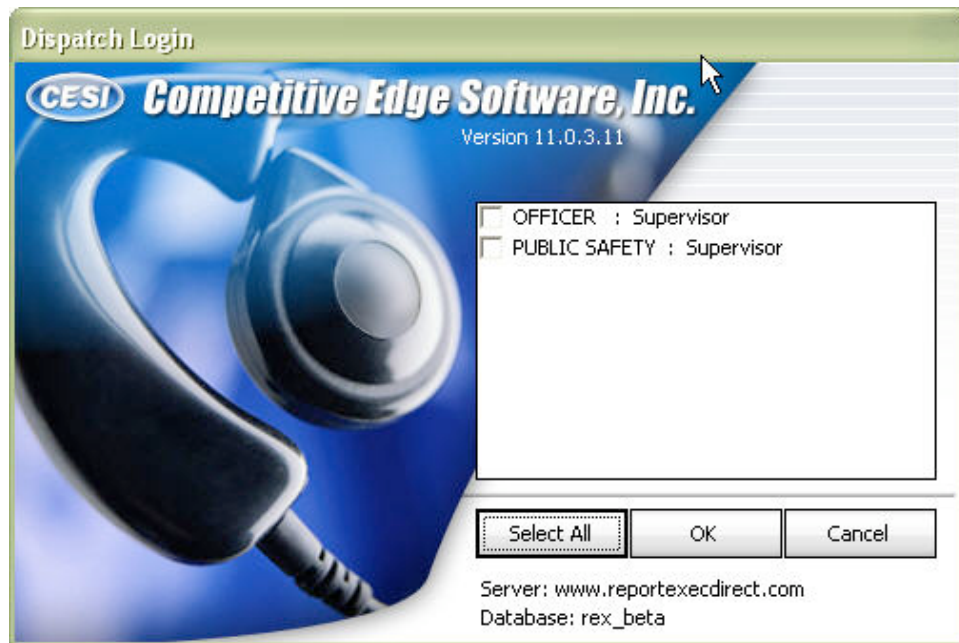 Dispatch Login
CESI Competitive Edge Software, Inc.
Version 11.0.3.11
OFFICER : Supervisor
PUBLIC SAFETY : Supervisor
Select All OK Cancel
Server: www.reportexecdirect.com
Database: rex_beta